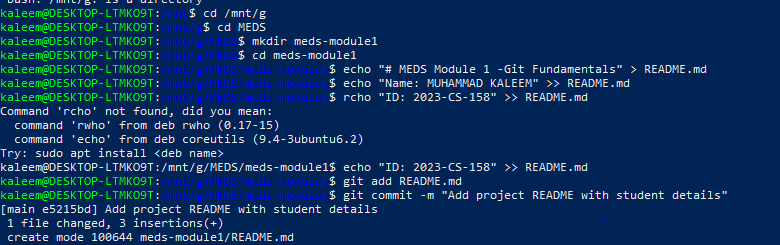 bash: /mnt/g: Is a directory
kaleem@DESKTOP-LTMKO9T:/mnt$ cd /mnt/g
kaleem@DESKTOP-LTMKO9T:/mnt/g$ cd MEDS
kaleem@DESKTOP-LTMKO9T:/mnt/g/MEDS$ mkdir meds-module1
kaleem@DESKTOP-LTMKO9T:/mnt/g/MEDS$ cd meds-module1
kaleem@DESKTOP-LTMKO9T:/mnt/g/MEDS/meds-module1$ echo "# MEDS Module 1 -Git Fundamentals" > README.md
kaleem@DESKTOP-LTMKO9T:/mnt/g/MEDS/meds-module1$ echo "Name: MUHAMMAD KALEEM" >> README.md
kaleem@DESKTOP-LTMKO9T:/mnt/g/MEDS/meds-module1$ rcho "ID: 2023-CS-158" >> README.md
Command 'rcho' not found, did you mean:
  command 'rwho' from deb rwho (0.17-15)
  command 'echo' from deb coreutils (9.4-3ubuntu6.2)
Try: sudo apt install <deb name>
kaleem@DESKTOP-LTMKO9T:/mnt/g/MEDS/meds-module1$ echo "ID: 2023-CS-158" >> README.md
kaleem@DESKTOP-LTMKO9T:/mnt/g/MEDS/meds-module1$ git add README.md
kaleem@DESKTOP-LTMKO9T:/mnt/g/MEDS/meds-module1$ git commit -m "Add project README with student details"
[main e5215bd] Add project README with student details
 1 file changed, 3 insertions(+)
 create mode 100644 meds-module1/README.md